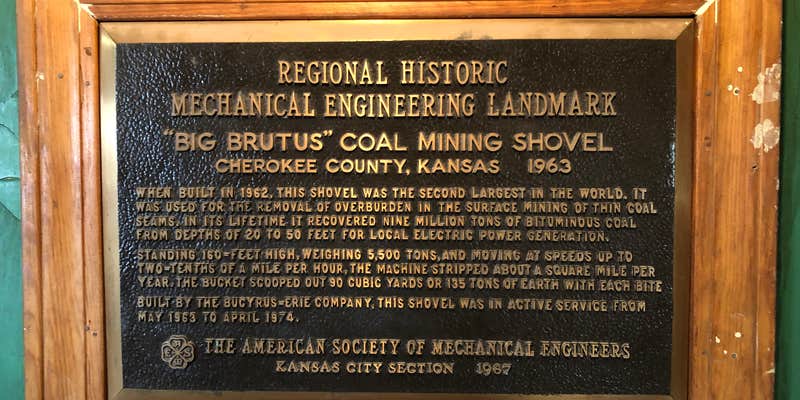 REGIONAL HISTORIC
MECHANICAL ENGINEERING LANDMARK
"BIG BRUTUS" COAL MINING SHOVEL
CHEROKEE COUNTY, KANSAS 1963
WHEN BUILT IN 1962, THIS SHOVEL WAS THE SECOND LARGEST IN THE WORLD. IT
WAS USED FOR THE REMOVAL OF OVERBURDEN IN THE SURFACE MINING OF THIN COAL
SEAMS. IN ITS LIFETIME IT RECOVERED NINE MILLION TONS OF BITUMINOUS COAL
FROM DEPTHS OF 20 TO 50 FEET FOR LOCAL ELECTRIC POWER GENERATION.
STANDING 160-FEET HIGH, WEIGHING 5,500 TONS, AND MOVING AT SPEEDS UP TO
TWO-TENTHS OF A MILE PER HOUR, THE MACHINE STRIPPED ABOUT A SQUARE MILE PER
YEAR. THE BUCKET SCOOPED OUT 90 CUBIC YARDS OR 135 TONS OF EARTH WITH EACH BITE
BUILT BY THE BUCYRUS-ERIE COMPANY, THIS SHOVEL WAS IN ACTIVE SERVICE FROM
MAY 1963 TO APRIL 1974.
THE AMERICAN SOCIETY OF MECHANICAL ENGINEERS
KANSAS CITY SECTION 1987